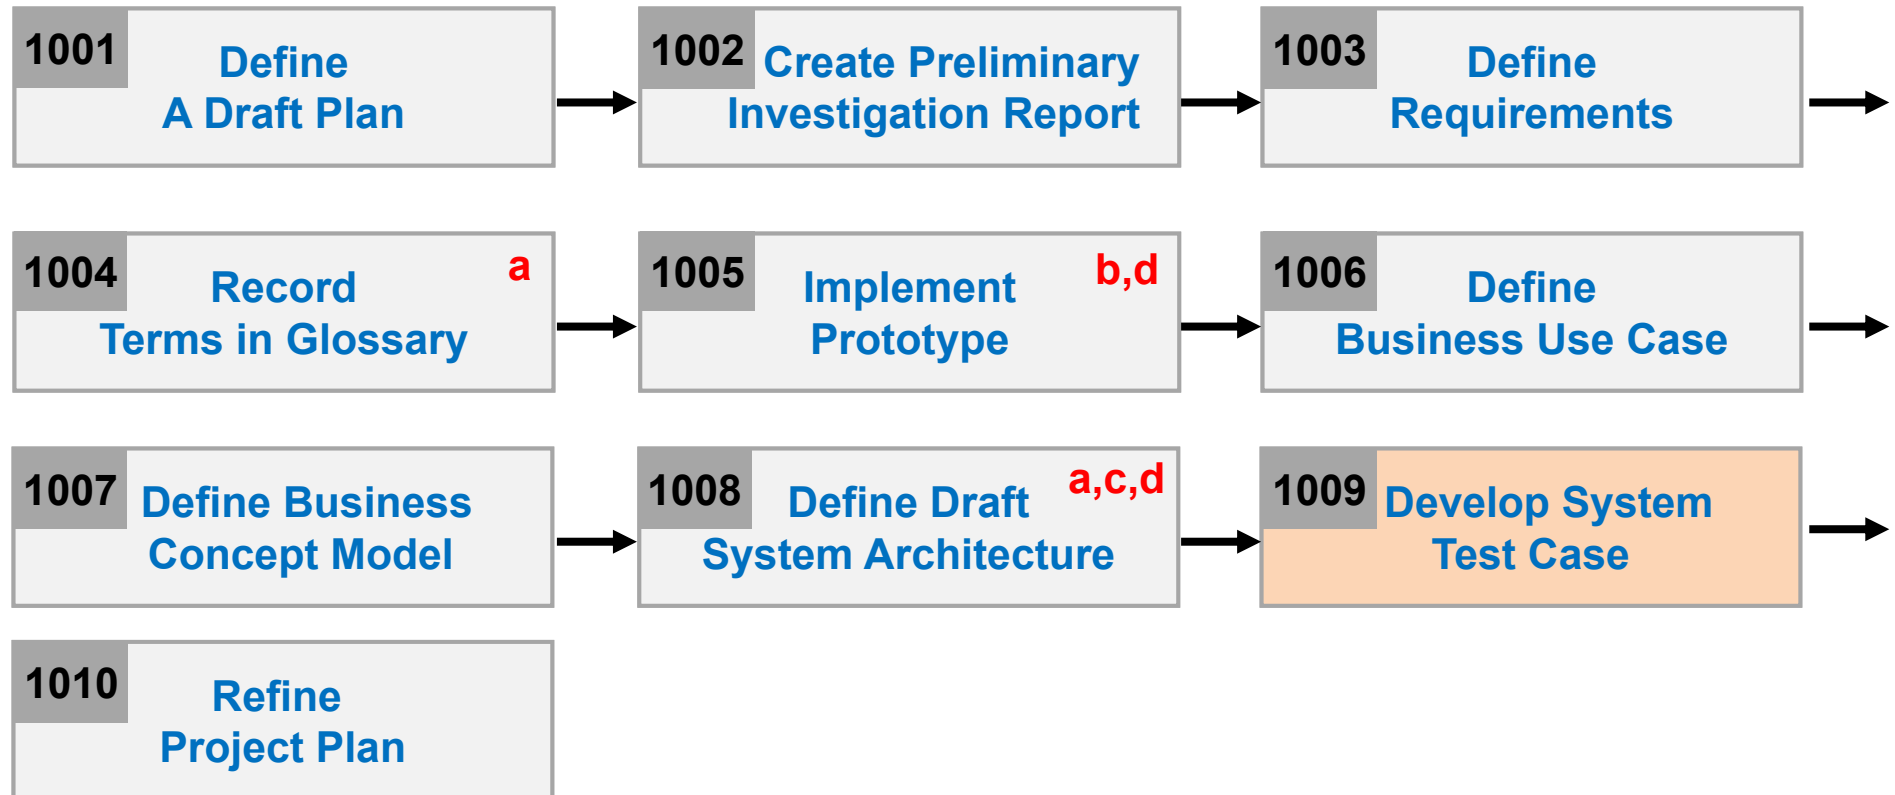 1001
Define
A Draft Plan
1002
Create Preliminary
Investigation Report
1003
Define
Requirements
1004
Record
Terms in Glossary
a
1005
Implement
Prototype
b,d
1006
Define
Business Use Case
1007
Define Business
Concept Model
1008
Define Draft
System Architecture
a,c,d
1009
Develop System
Test Case
1010
Refine
Project Plan